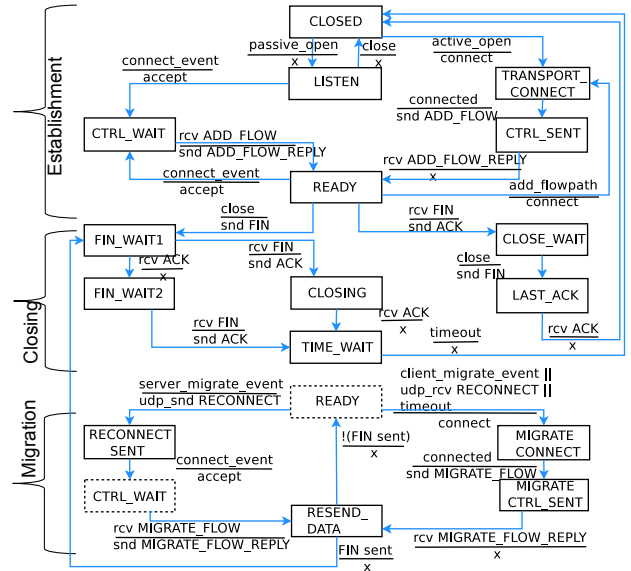 CLOSED
passive_open
x
close
x
active_open
connect
connect_event
accept
LISTEN
TRANSPORT_
CONNECT
connected
snd ADD_FLOW
CTRL_WAIT
rcv ADD_FLOW
snd ADD_FLOW_REPLY
CTRL_SENT
rcv ADD_FLOW_REPLY
x
connect_event
accept
READY
add_flowpath
connect
Establishment
close
snd FIN
rcv FIN
snd ACK
FIN_WAIT1
rcv FIN
snd ACK
CLOSE_WAIT
rcv ACK
x
close
snd FIN
FIN_WAIT2
CLOSING
LAST_ACK
rcv FIN
snd ACK
rcv ACK
x
timeout
x
rcv ACK
x
TIME_WAIT
Closing
server_migrate_event
udp_snd RECONNECT
READY
client_migrate_event ||
udp_rcv RECONNECT ||
timeout
connect
RECONNECT
SENT
!(FIN sent)
x
MIGRATE_
CONNECT
connect_event
accept
connected
snd MIGRATE_FLOW
CTRL_WAIT
MIGRATE
CTRL_SENT
RESEND_
DATA
rcv MIGRATE_FLOW
snd MIGRATE_FLOW_REPLY
FIN sent
x
rcv MIGRATE_FLOW_REPLY
x
Migration